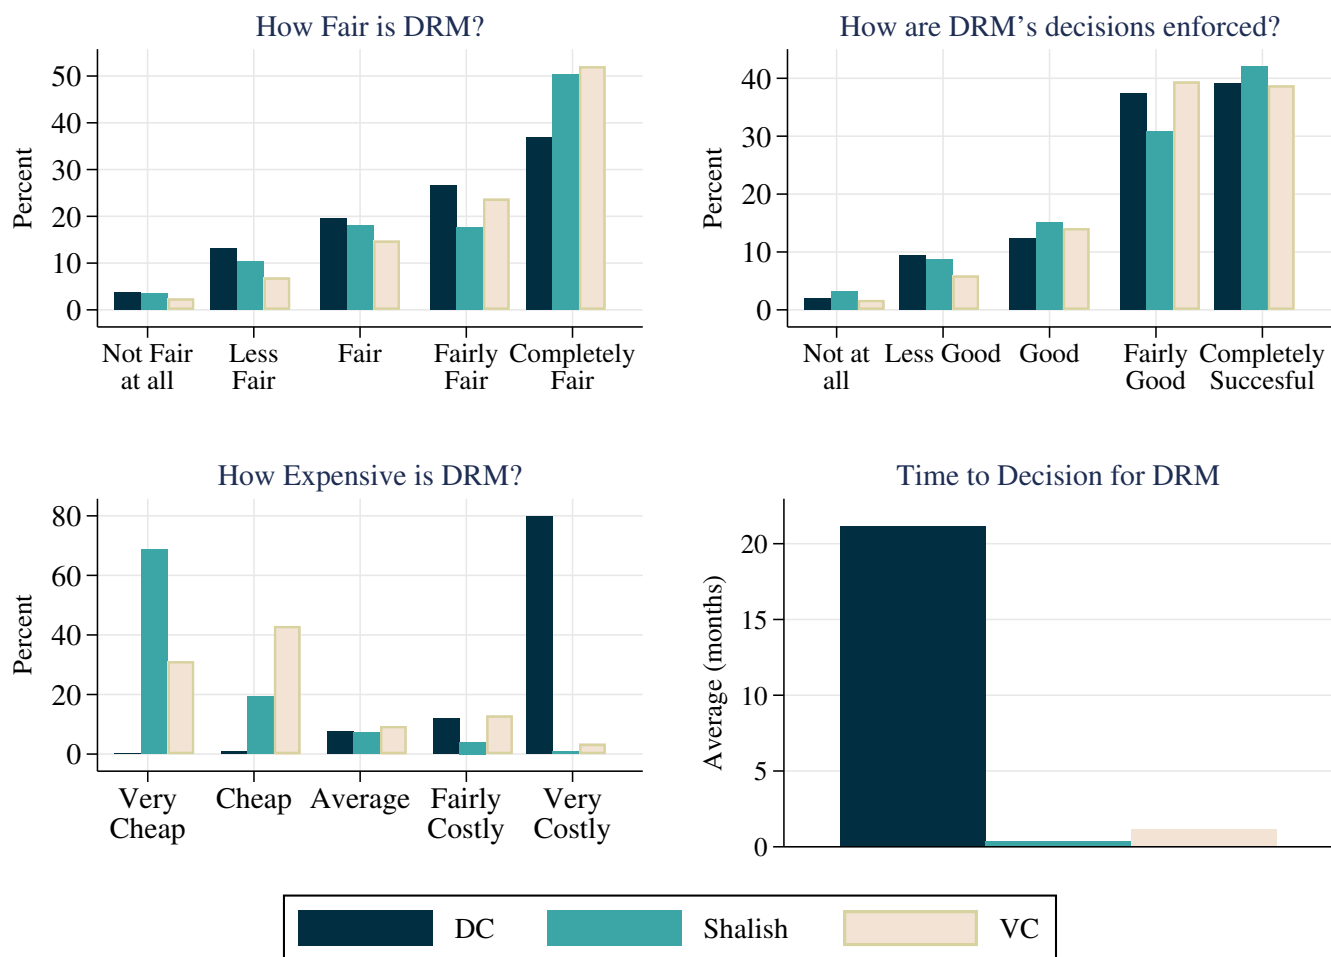 How Fair is DRM?
Percent
50
40
30
20
10
0
Not Fair
at all
Less
Fair
Fair
Fairly
Fair
Completely
Fair
How are DRM's decisions enforced?
Percent
40
30
20
10
0
Not at
all
Less Good
Good
Fairly
Good
Completely
Succesful
How Expensive is DRM?
Percent
80
60
40
20
0
Very
Cheap
Cheap
Average
Fairly
Costly
Very
Costly
Time to Decision for DRM
Average (months)
20
15
10
5
0
DC
Shalish
VC